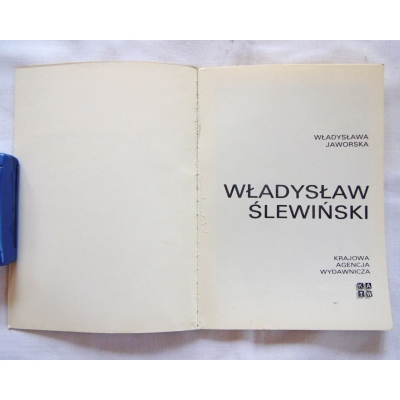 WŁADYSŁAWA
JAWORSKA
WŁADYSŁAW
ŚLEWIŃSKI
KRAJOWA
AGENCJA
WYDAWNICZA
K A
T W